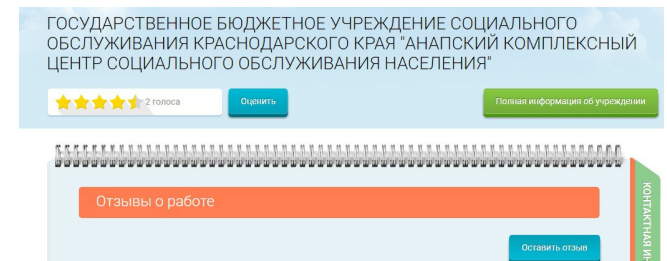 ГОСУДАРСТВЕННОЕ БЮДЖЕТНОЕ УЧРЕЖДЕНИЕ СОЦИАЛЬНОГО
ОБСЛУЖИВАНИЯ КРАСНОДАРСКОГО КРАЯ "АНАПСКИЙ КОМПЛЕКСНЫЙ
ЦЕНТР СОЦИАЛЬНОГО ОБСЛУЖИВАНИЯ НАСЕЛЕНИЯ"
2 голоса
Оценить
Полная информация об учреждении
Отзывы о работе
КОНТАКТНАЯ
Оставить отзыв